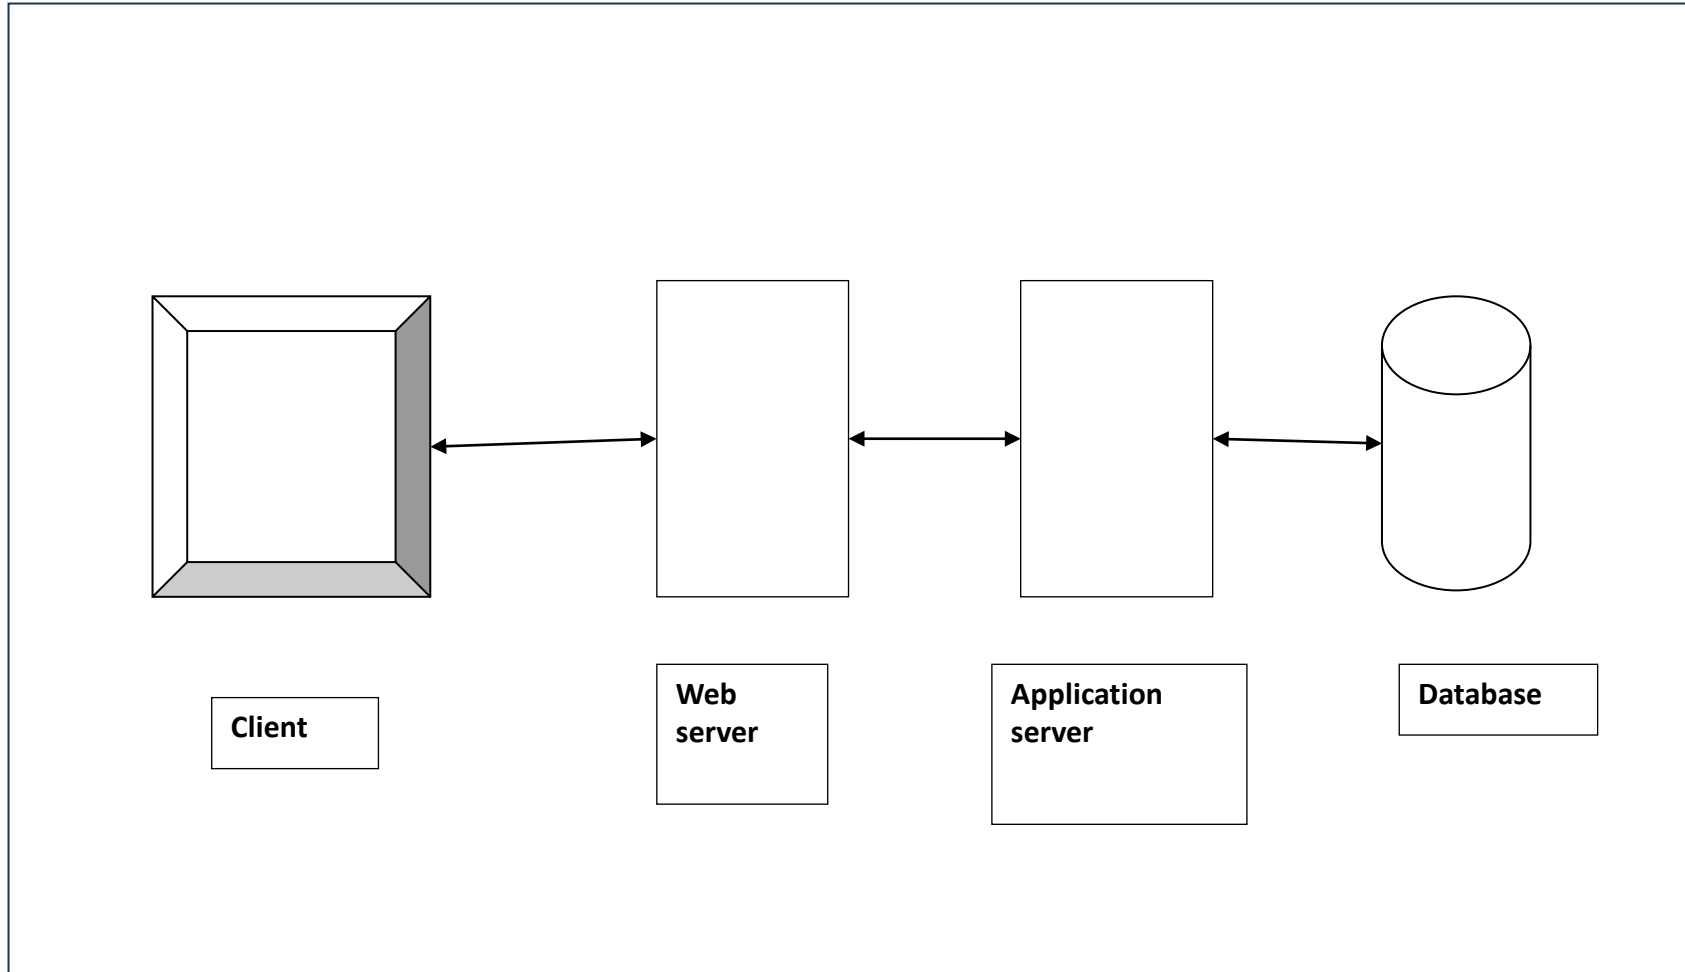 Client
Web
server
Application
server
Database